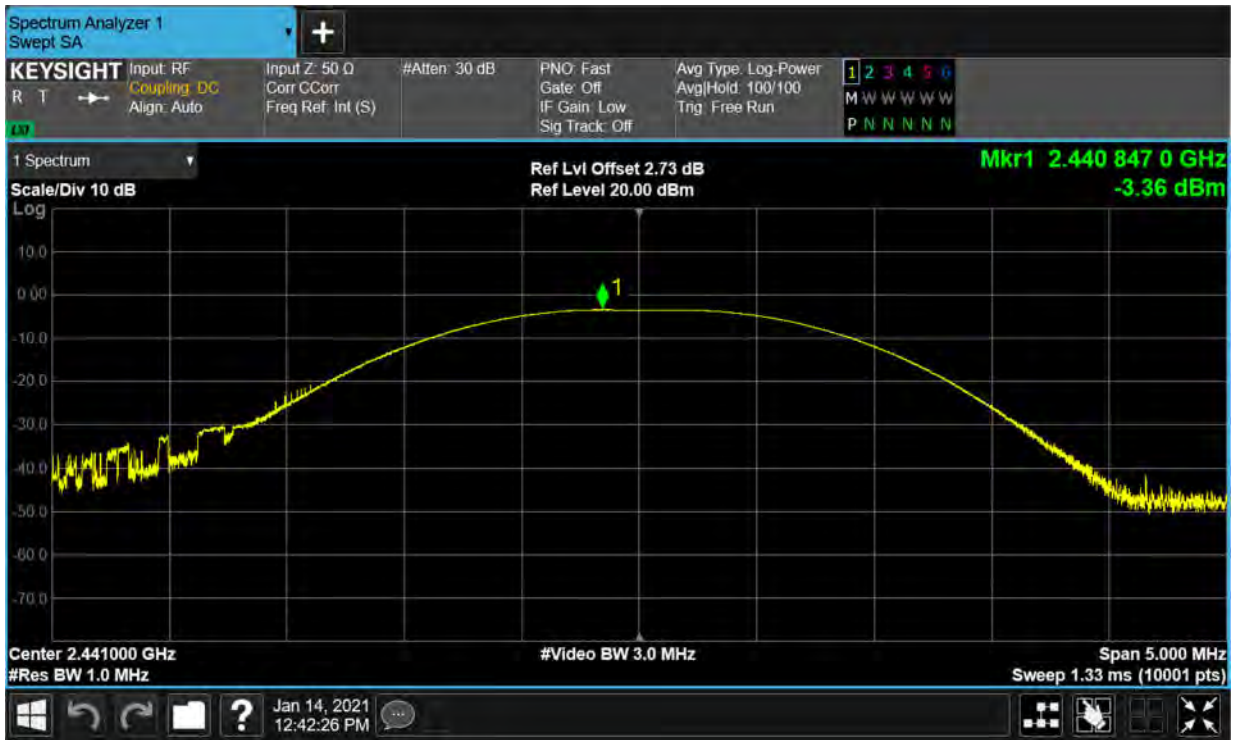 Spectrum Analyzer 1
Swept SA
+
KEYSIGHT Input: RF Input Z: 50 Ω #Atten: 30 dB PNO: Fast Avg Type: Log-Power 1 2 3 4 5 6
R T Coupling: DC Corr CCorr Gate: Off Avg|Hold: 100/100 M W W W W W
Align: Auto Freq Ref: Int (S) IF Gain: Low Trig: Free Run
LXI Sig Track: Off P N N N N N
1 Spectrum Ref Lvl Offset 2.73 dB Mkr1 2.440 847 0 GHz
Scale/Div 10 dB Ref Level 20.00 dBm -3.36 dBm
Log
10.0
1
0.00
-10.0
-20.0
-30.0
-40.0
-50.0
-60.0
-70.0
Center 2.441000 GHz #Video BW 3.0 MHz Span 5.000 MHz
#Res BW 1.0 MHz Sweep 1.33 ms (10001 pts)
? Jan 14, 2021
12:42:26 PM